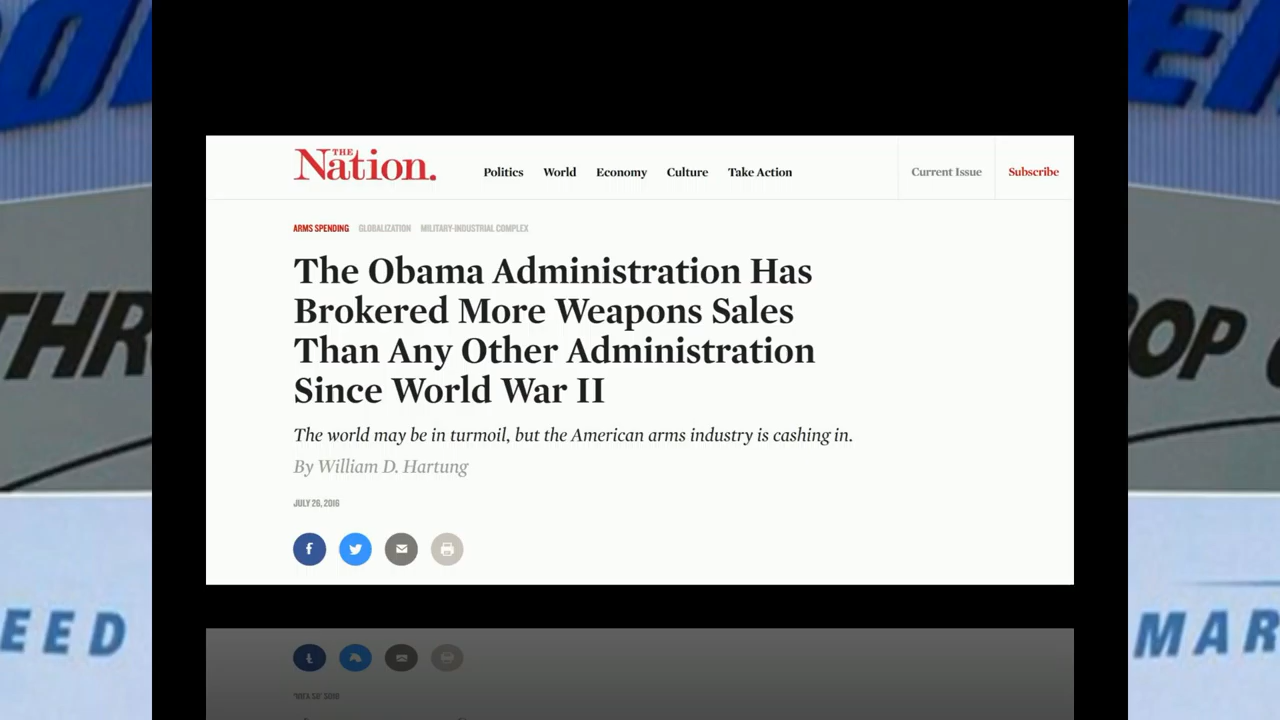 THE
Nation.
Politics World Economy Culture Take Action
Current Issue
Subscribe
ARMS SPENDING GLOBALIZATION MILITARY-INDUSTRIAL COMPLEX
The Obama Administration Has
Brokered More Weapons Sales
Than Any Other Administration
Since World War II
The world may be in turmoil, but the American arms industry is cashing in.
By William D. Hartung
JULY 26, 2016
THR
OP
EED
MAR